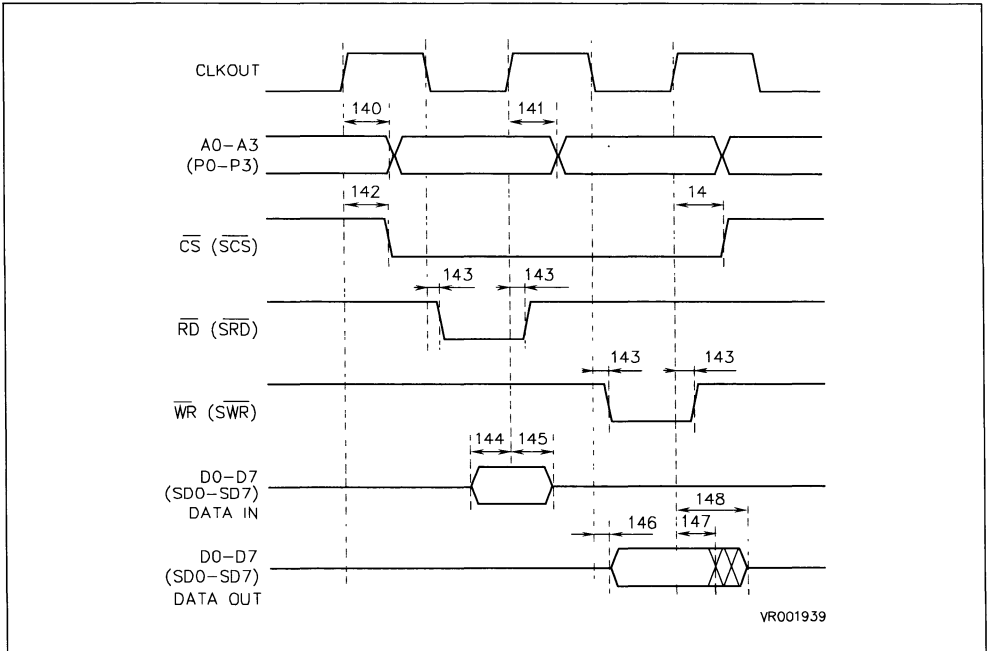 CLKOUT
140 141
A0-A3
(P0-P3)
142 14
CS (SCS)
143 143
RD (SRD)
143 143
WR (SWR)
144 145
D0-D7
(SD0-SD7)
DATA IN
148
146 147
D0-D7
(SD0-SD7)
DATA OUT
VR001939